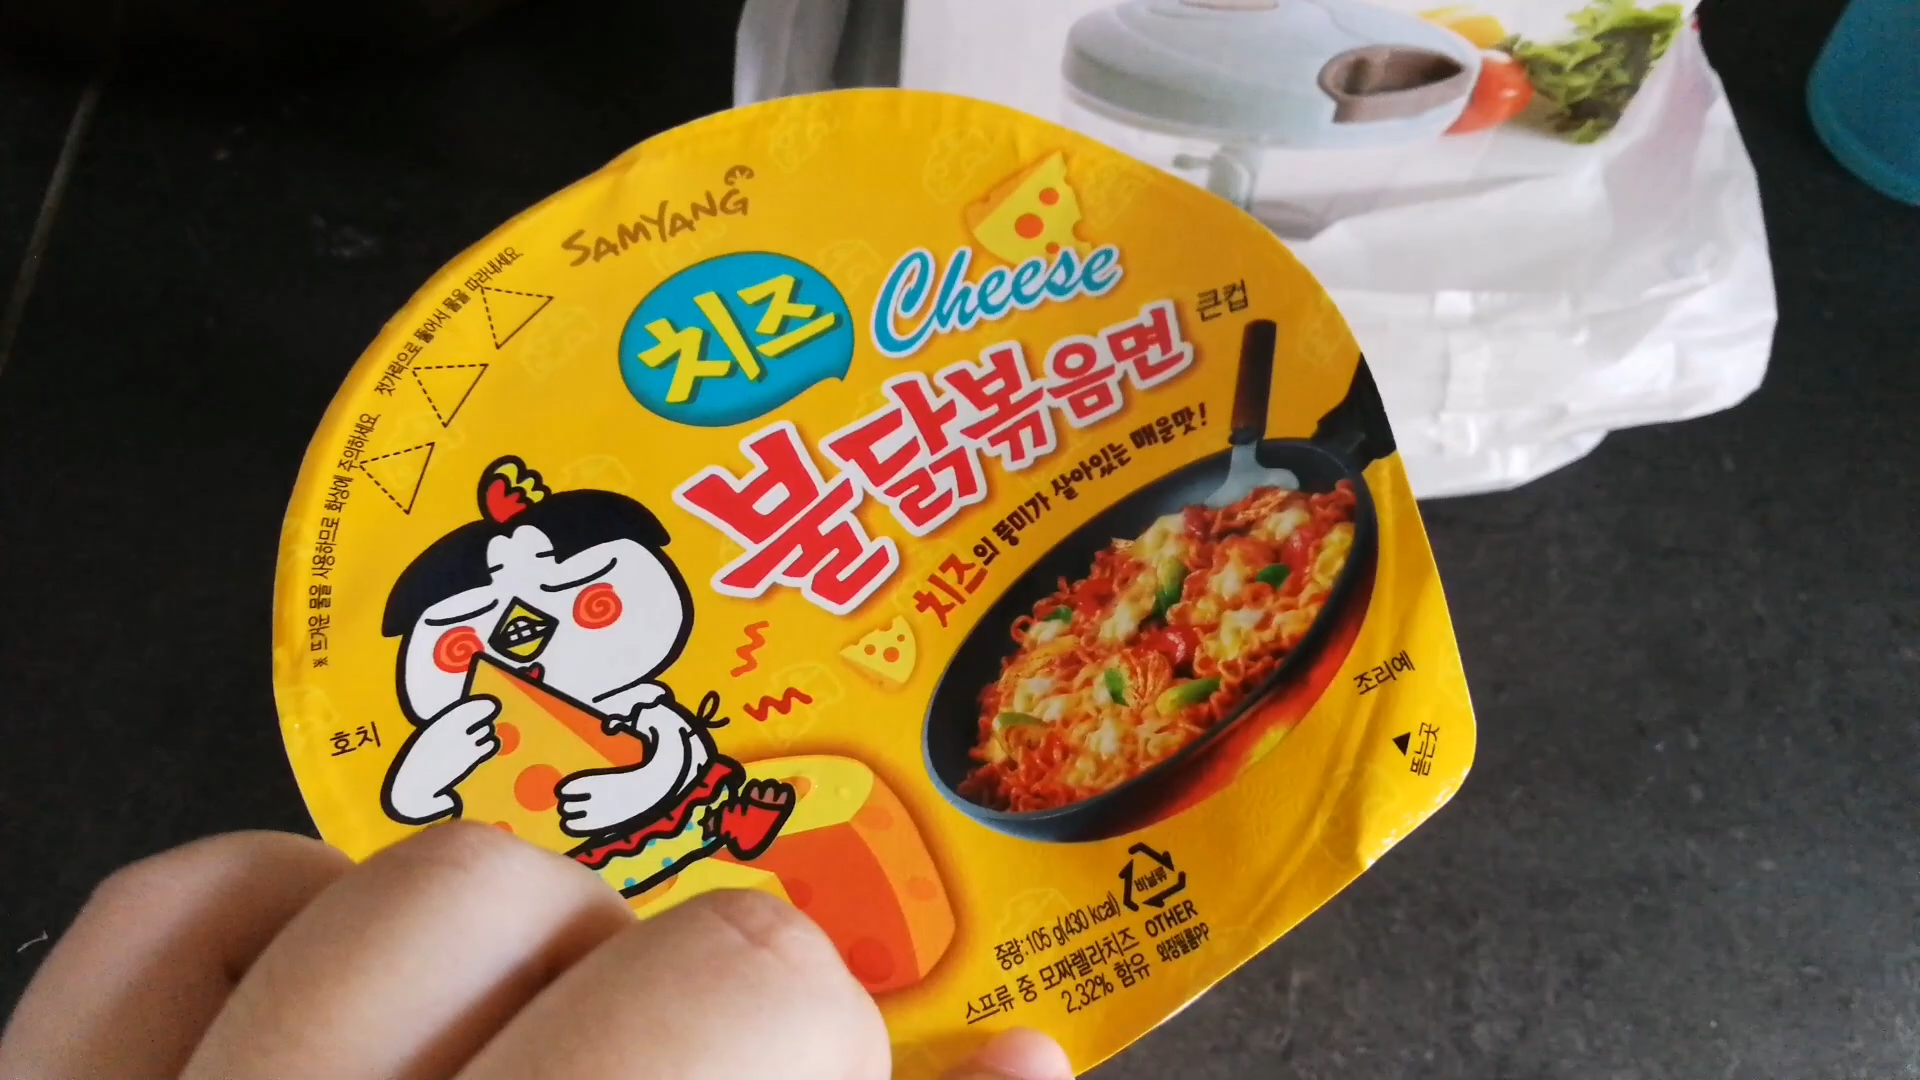 SAMYANG
치즈
Cheese
큰컵
불닭볶음면
치즈의 풍미가 살아있는 매운맛!
젓가락으로 뚫어서 물을 따라내세요.
※ 뜨거운 물을 사용하므로 화상에 주의하세요.
호치
조리예
▲ 뜯는곳
중량:105 g(430 kcal)
스프류 중 모짜렐라치즈
2.32% 함유
비닐류
OTHER
외장필름PP